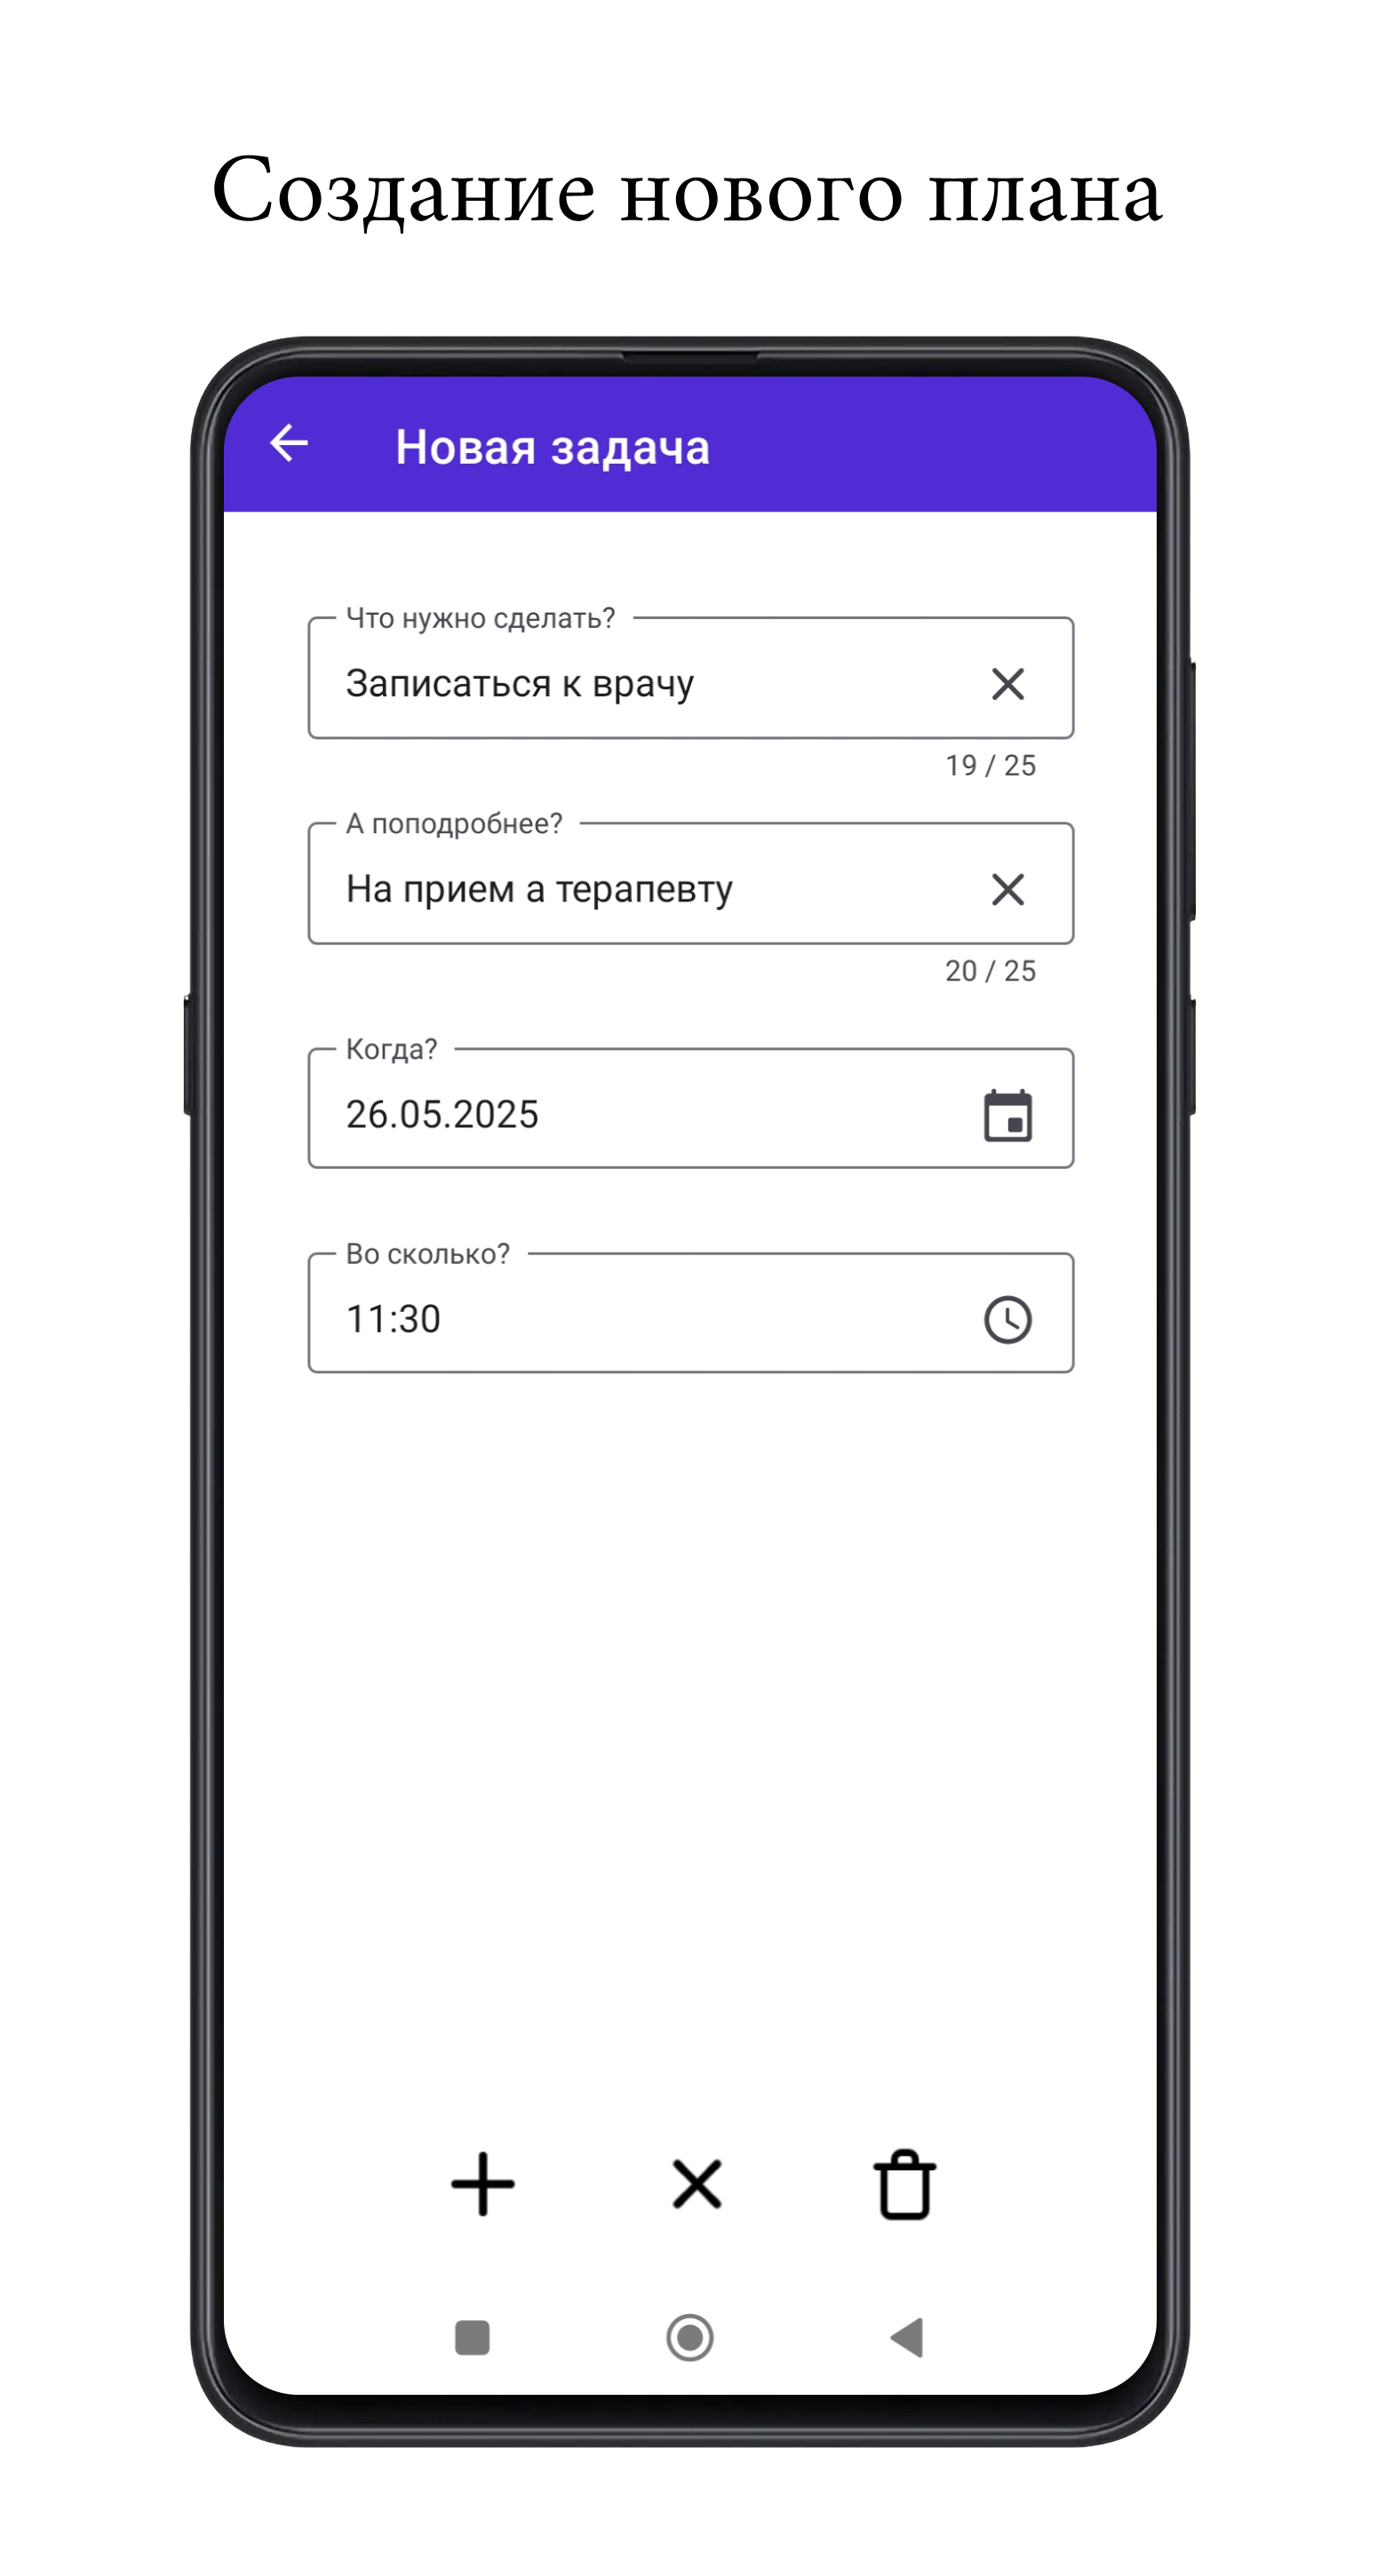 Создание нового плана
Новая задача
Что нужно сделать?
Записаться к врачу
19 / 25
А поподробнее?
На прием а терапевту
20 / 25
Когда?
26.05.2025
Во сколько?
11:30